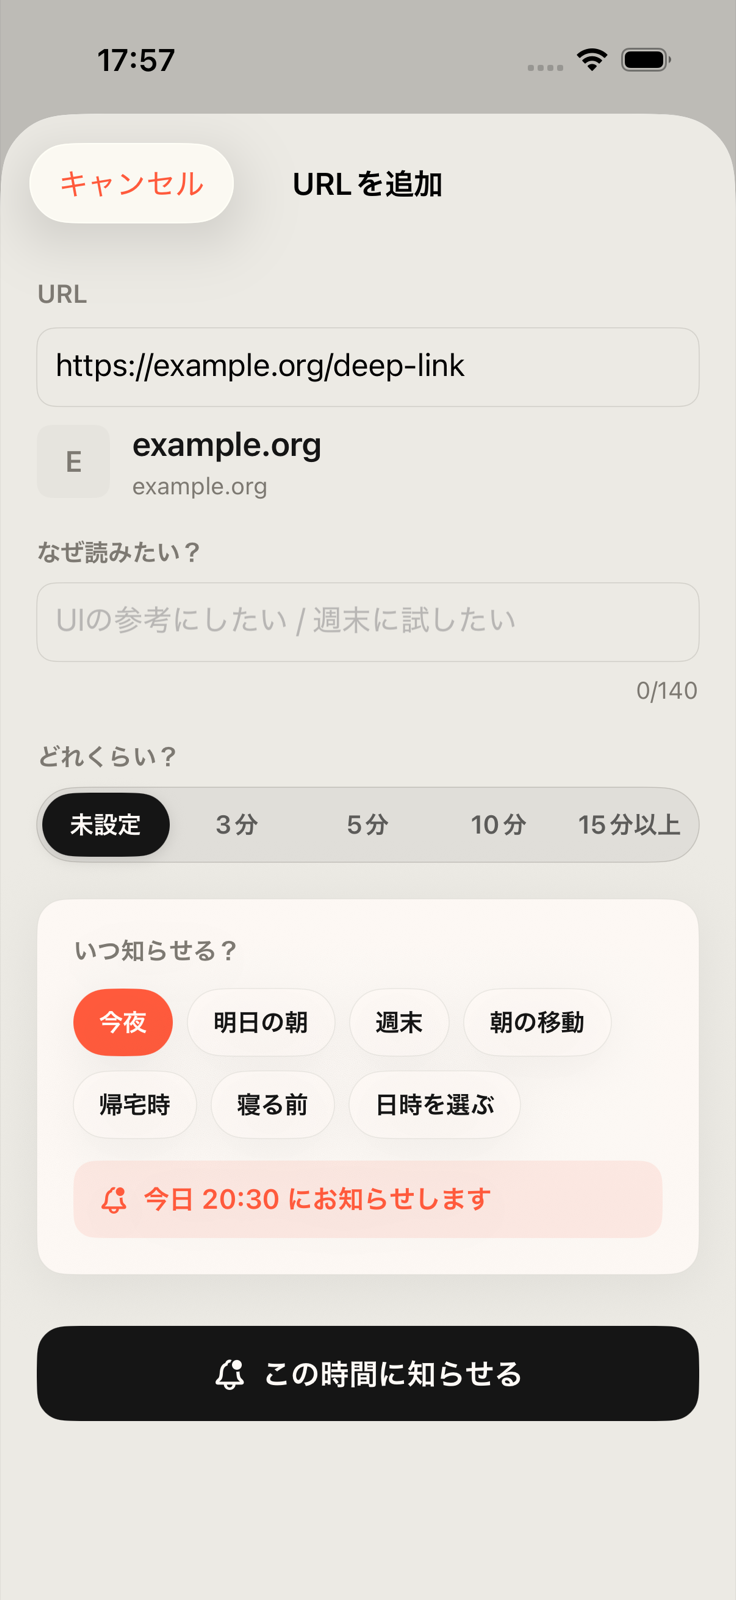 17:57
キャンセル URLを追加
URL
https://example.org/deep-link
E example.org
example.org
なぜ読みたい？
UIの参考にしたい / 週末に試したい
0/140
どれくらい？
未設定 3分 5分 10分 15分以上
いつ知らせる？
今夜 明日の朝 週末 朝の移動
帰宅時 寝る前 日時を選ぶ
今日 20:30 にお知らせします
この時間に知らせる